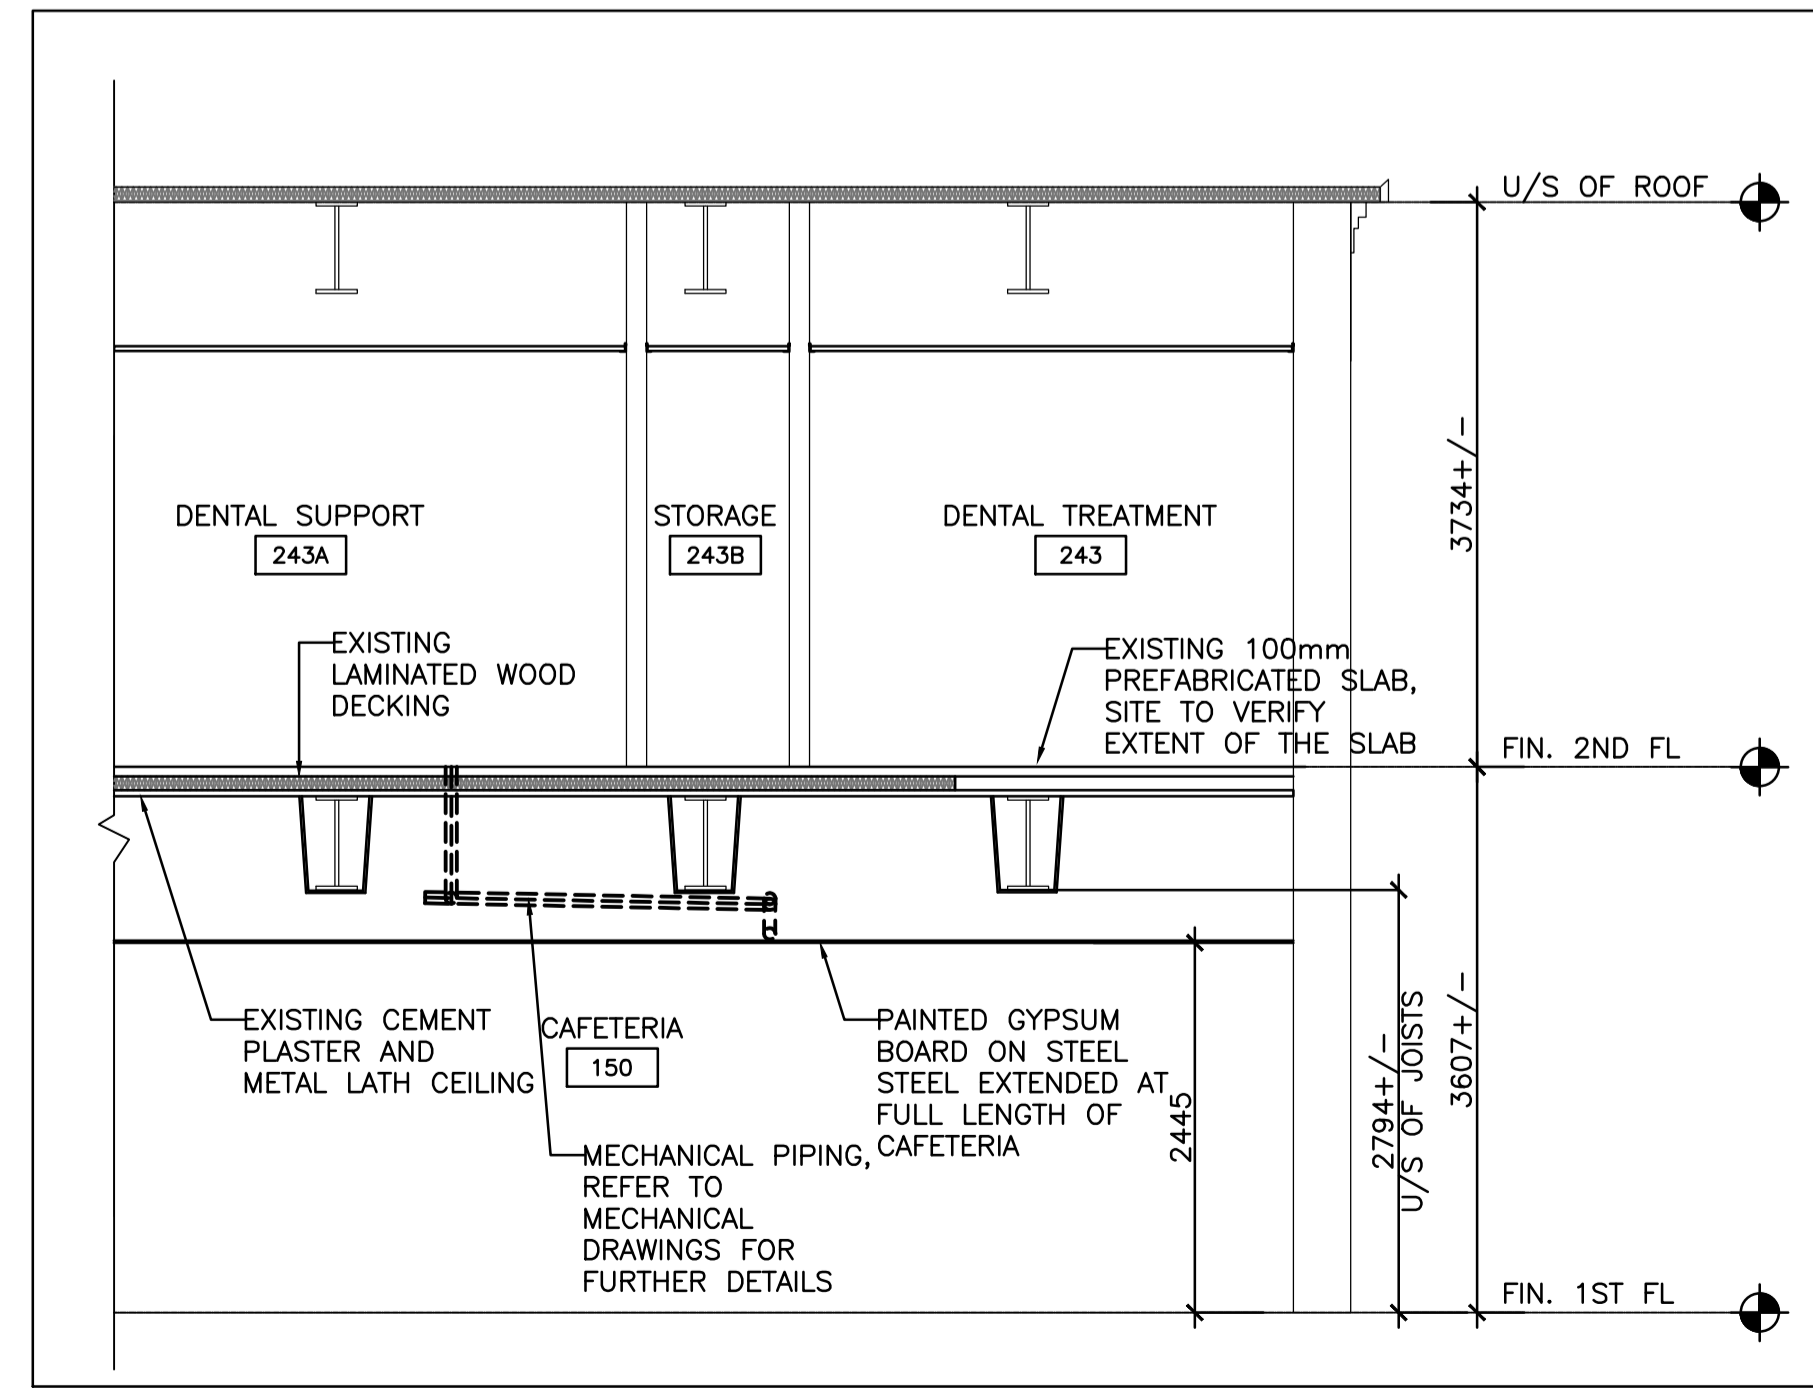 U/S OF ROOF
3734+/-
DENTAL SUPPORT
243A
STORAGE
243B
DENTAL TREATMENT
243
EXISTING
LAMINATED WOOD
DECKING
EXISTING 100mm
PREFABRICATED SLAB,
SITE TO VERIFY
EXTENT OF THE SLAB
FIN. 2ND FL
EXISTING CEMENT
PLASTER AND
METAL LATH CEILING
CAFETERIA
150
PAINTED GYPSUM
BOARD ON STEEL
STEEL EXTENDED AT
FULL LENGTH OF
CAFETERIA
MECHANICAL PIPING,
REFER TO
MECHANICAL
DRAWINGS FOR
FURTHER DETAILS
2445
2794+/-
U/S OF JOISTS
3607+/-
FIN. 1ST FL